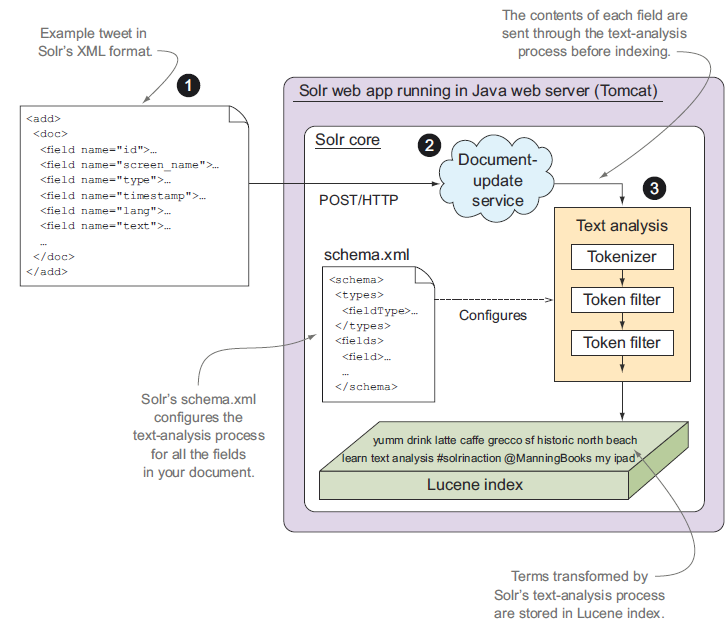 Example tweet in
Solr's XML format.
The contents of each field are
sent through the text-analysis
process before indexing.
1
<add>
<doc>
<field name="id">…
<field name="screen_name">…
<field name="type">…
<field name="timestamp">…
<field name="lang">…
<field name="text">…
…
</doc>
</add>
Solr web app running in Java web server (Tomcat)
Solr core
2
Document-
update
service
POST/HTTP
3
Text analysis
Tokenizer
Token filter
Token filter
schema.xml
<schema>
<types>
<fieldType>…
</types>
<fields>
<field>…
…
</schema>
Configures
Solr's schema.xml
configures the
text-analysis process
for all the fields
in your document.
yumm drink latte caffe grecco sf historic north beach
learn text analysis #solrinaction @ManningBooks my ipad
Lucene index
Terms transformed by
Solr's text-analysis process
are stored in Lucene index.